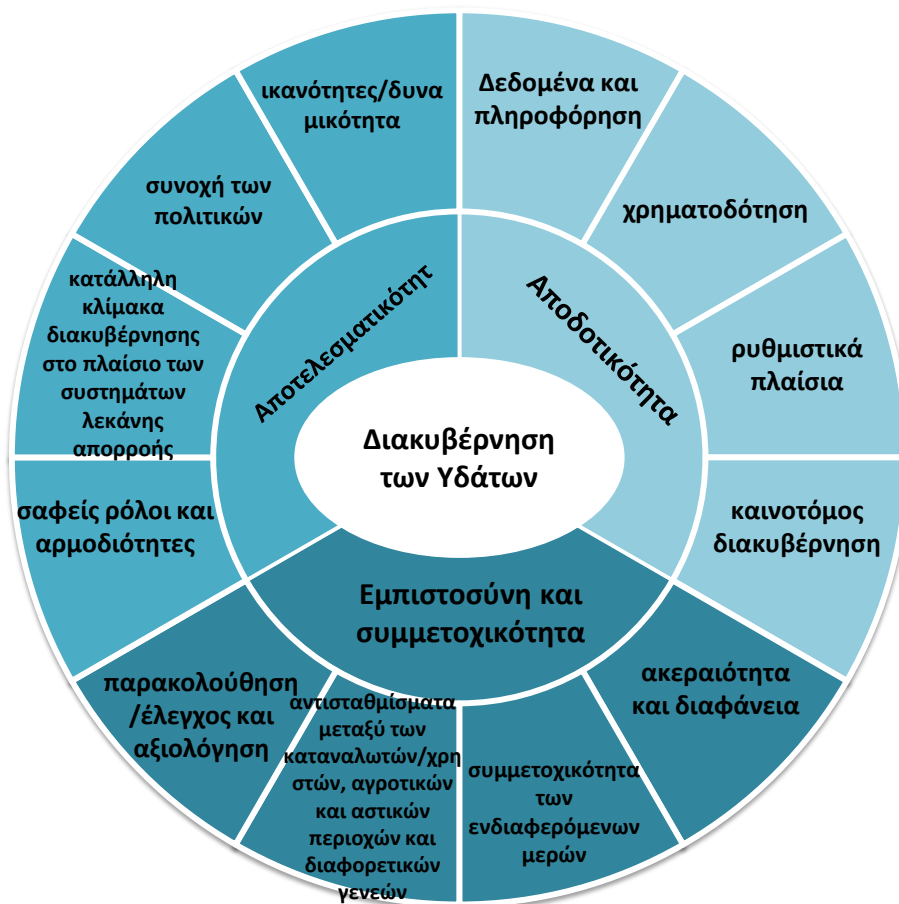 Διακυβέρνηση
των Υδάτων
Αποτελεσματικότητ
Αποδοτικότητα
Εμπιστοσύνη και
συμμετοχικότητα
Δεδομένα και
πληροφόρηση
χρηματοδότηση
ρυθμιστικά
πλαίσια
καινοτόμος
διακυβέρνηση
ακεραιότητα
και διαφάνεια
συμμετοχικότητα
των
ενδιαφερόμενων
μερών
αντισταθμίσματα
μεταξύ των
καταναλωτών/χρη
στών, αγροτικών
και αστικών
περιοχών και
διαφορετικών
γενεών
παρακολούθηση
/έλεγχος και
αξιολόγηση
σαφείς ρόλοι και
αρμοδιότητες
κατάλληλη
κλίμακα
διακυβέρνησης
στο πλαίσιο των
συστημάτων
λεκάνης
απορροής
συνοχή των
πολιτικών
ικανότητες/δυνα
μικότητα